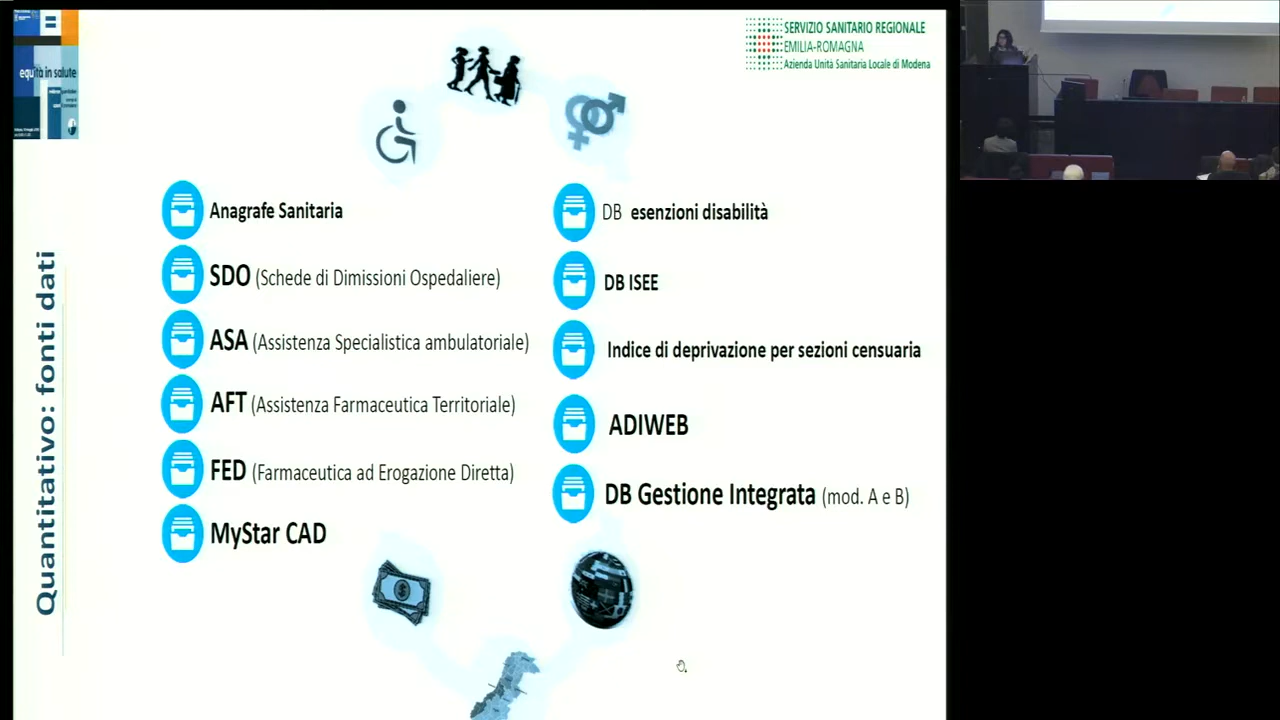 equità in salute
SERVIZIO SANITARIO REGIONALE
EMILIA-ROMAGNA
Azienda Unità Sanitaria Locale di Modena
Quantitativo: fonti dati
Anagrafe Sanitaria
SDO (Schede di Dimissioni Ospedaliere)
ASA (Assistenza Specialistica ambulatoriale)
AFT (Assistenza Farmaceutica Territoriale)
FED (Farmaceutica ad Erogazione Diretta)
MyStar CAD
DB esenzioni disabilità
DB ISEE
Indice di deprivazione per sezioni censuaria
ADIWEB
DB Gestione Integrata (mod. A e B)